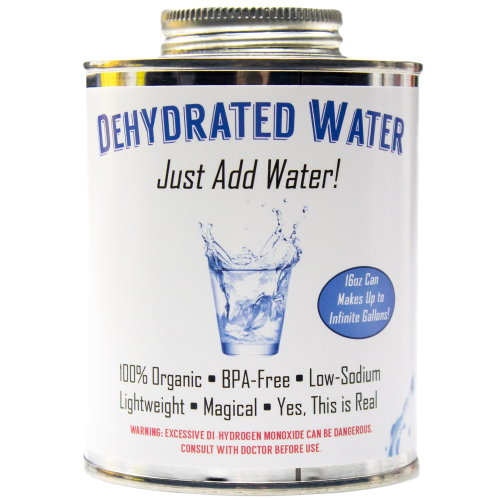 DEHYDRATED WATER
Just Add Water!
16oz Can
Makes Up to
Infinite Gallons!
100% Organic ▪ BPA-Free ▪ Low-Sodium
Lightweight ▪ Magical ▪ Yes, This is Real
WARNING: EXCESSIVE DI-HYDROGEN MONOXIDE CAN BE DANGEROUS.
CONSULT WITH DOCTOR BEFORE USE.